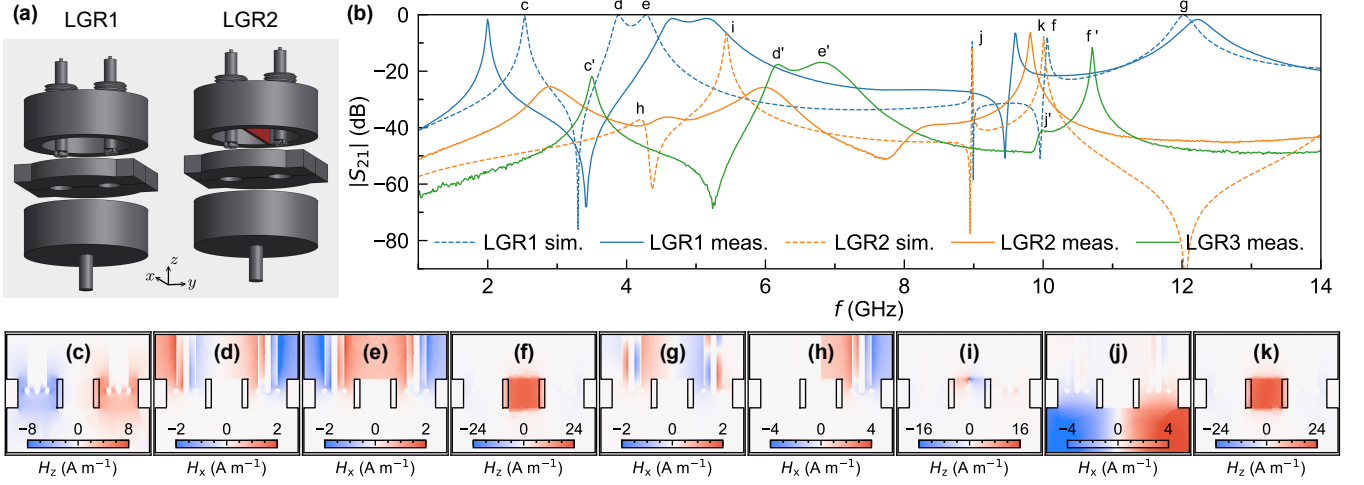 (a) LGR1 LGR2
x z y
(b)
c d e i h c' d' e' j k f j' f' g
|S21| (dB)
0
−20
−40
−60
−80
LGR1 sim. LGR1 meas. LGR2 sim. LGR2 meas. LGR3 meas.
2 4 6 8 10 12 14
f (GHz)
(c) (d) (e) (f) (g) (h) (i) (j) (k)
−8 0 8 −2 0 2 −2 0 2 −24 0 24 −2 0 2 −4 0 4 −16 0 16 −4 0 4 −24 0 24
Hz (A m⁻¹) Hx (A m⁻¹) Hx (A m⁻¹) Hz (A m⁻¹) Hx (A m⁻¹) Hx (A m⁻¹) Hz (A m⁻¹) Hx (A m⁻¹) Hz (A m⁻¹)